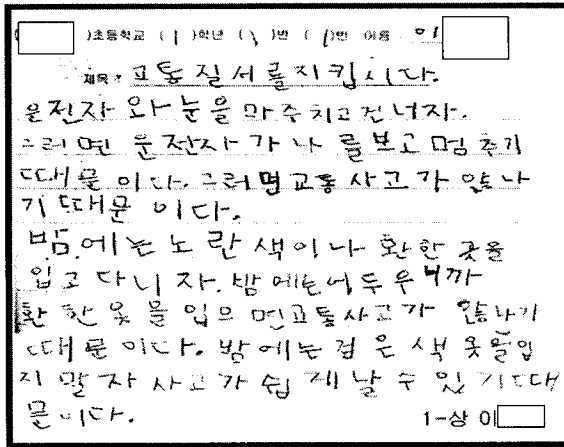 )초등학교 (1)학년 ( )반 ( )번 이름 이
제목: 교통질서를지킵시다.
운전자 와눈을 마주치고건너자.
그러면 운전자가나를보고멈추기
때문이다. 그러면교통사고가 않나
기때문이다.
밤에는노란색이나 환한 곳을
입고다니자. 밤에는어두우니까
환한옷을입으면교통사고가 않나기
때문이다. 밤에는검은색옷을입
지말자사고가쉽게날수있기때
문이다.
1-상 이